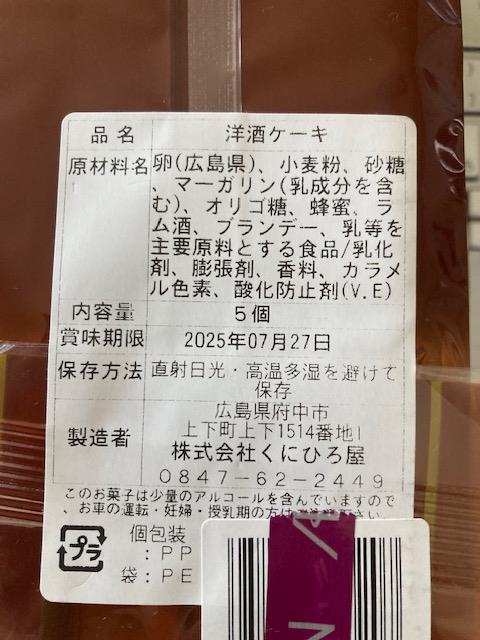 品名 洋酒ケーキ
原材料名 卵(広島県)、小麦粉、砂糖
、マーガリン(乳成分を含
む)、オリゴ糖、蜂蜜、ラ
ム酒、ブランデー、乳等を
主要原料とする食品/乳化
剤、膨張剤、香料、カラメ
ル色素、酸化防止剤(V.E)
内容量 5個
賞味期限 2025年07月27日
保存方法 直射日光・高温多湿を避けて
保存
製造者 広島県府中市
上下町上下1514番地1
株式会社くにひろ屋
0847-62-2449
このお菓子は少量のアルコールを含んでいますので
、お車の運転・妊婦・授乳期の方は
プラ
個包装
:PP
袋:PE